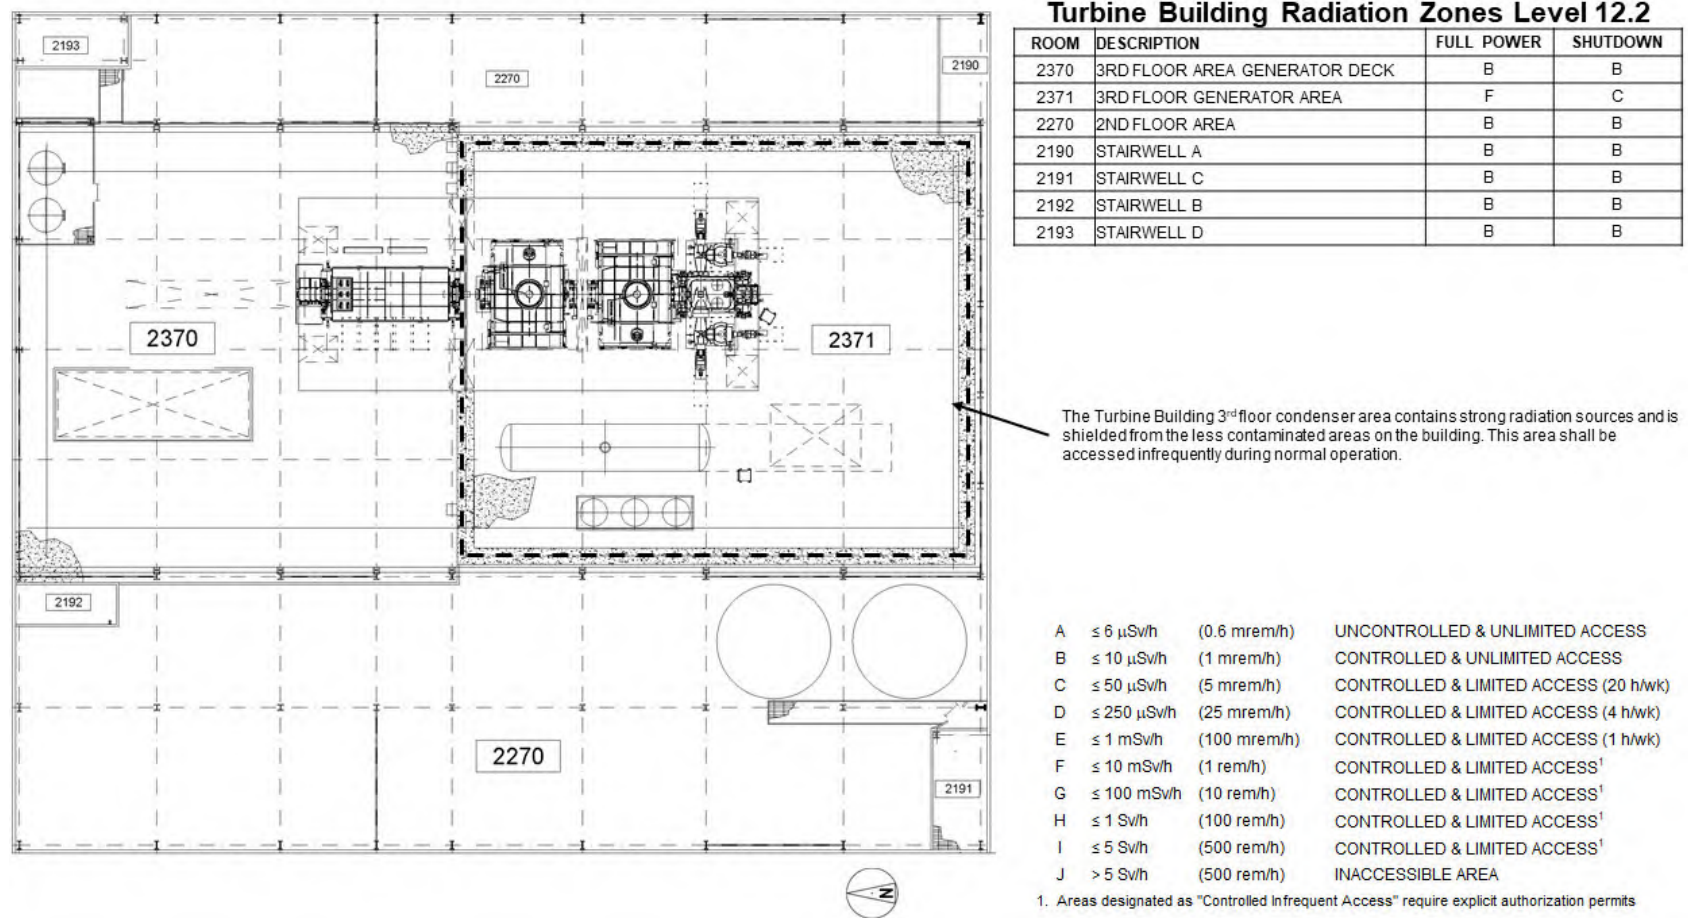 Turbine Building Radiation Zones Level 12.2
ROOM DESCRIPTION FULL POWER SHUTDOWN
2370 3RD FLOOR AREA GENERATOR DECK B B
2371 3RD FLOOR GENERATOR AREA F C
2270 2ND FLOOR AREA B B
2190 STAIRWELL A B B
2191 STAIRWELL C B B
2192 STAIRWELL B B B
2193 STAIRWELL D B B
2193
2270
2190
2370
2371
The Turbine Building 3rd floor condenser area contains strong radiation sources and is
shielded from the less contaminated areas on the building. This area shall be
accessed infrequently during normal operation.
2192
2270
2191
A ≤ 6 μSv/h (0.6 mrem/h) UNCONTROLLED & UNLIMITED ACCESS
B ≤ 10 μSv/h (1 mrem/h) CONTROLLED & UNLIMITED ACCESS
C ≤ 50 μSv/h (5 mrem/h) CONTROLLED & LIMITED ACCESS (20 h/wk)
D ≤ 250 μSv/h (25 mrem/h) CONTROLLED & LIMITED ACCESS (4 h/wk)
E ≤ 1 mSv/h (100 mrem/h) CONTROLLED & LIMITED ACCESS (1 h/wk)
F ≤ 10 mSv/h (1 rem/h) CONTROLLED & LIMITED ACCESS¹
G ≤ 100 mSv/h (10 rem/h) CONTROLLED & LIMITED ACCESS¹
H ≤ 1 Sv/h (100 rem/h) CONTROLLED & LIMITED ACCESS¹
I ≤ 5 Sv/h (500 rem/h) CONTROLLED & LIMITED ACCESS¹
J > 5 Sv/h (500 rem/h) INACCESSIBLE AREA
1. Areas designated as "Controlled Infrequent Access" require explicit authorization permits
N